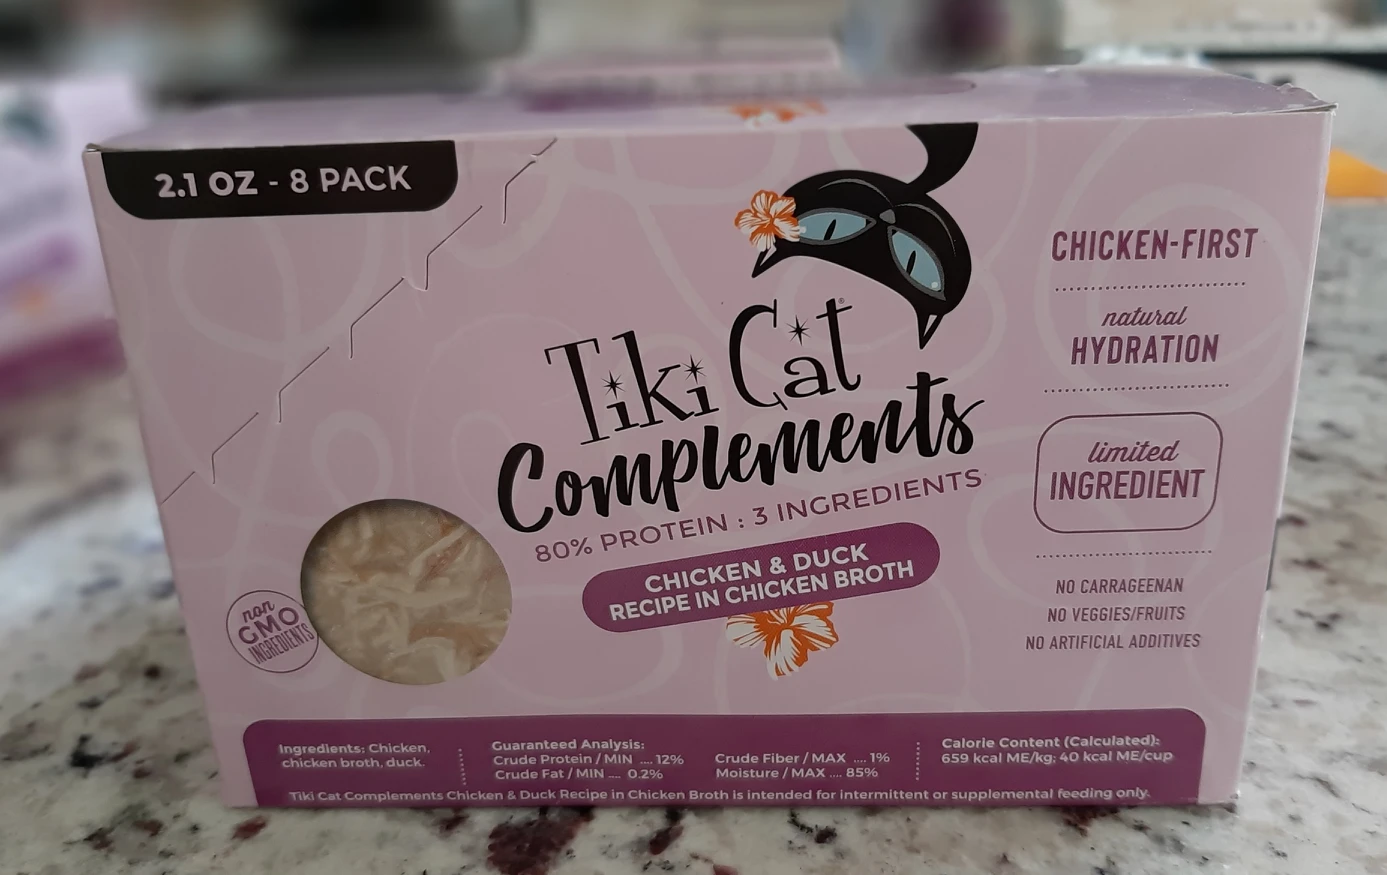 2.1 OZ - 8 PACK
Tiki Cat®
Complements
80% PROTEIN : 3 INGREDIENTS
CHICKEN & DUCK
RECIPE IN CHICKEN BROTH
CHICKEN-FIRST
natural
HYDRATION
limited
INGREDIENT
NO CARRAGEENAN
NO VEGGIES/FRUITS
NO ARTIFICIAL ADDITIVES
non
GMO
INGREDIENTS
Ingredients: Chicken,
chicken broth, duck.
Guaranteed Analysis:
Crude Protein / MIN .... 12%
Crude Fat / MIN .... 0.2%
Crude Fiber / MAX .... 1%
Moisture / MAX .... 85%
Calorie Content (Calculated):
659 kcal ME/kg; 40 kcal ME/cup
Tiki Cat Complements Chicken & Duck Recipe in Chicken Broth is intended for intermittent or supplemental feeding only.